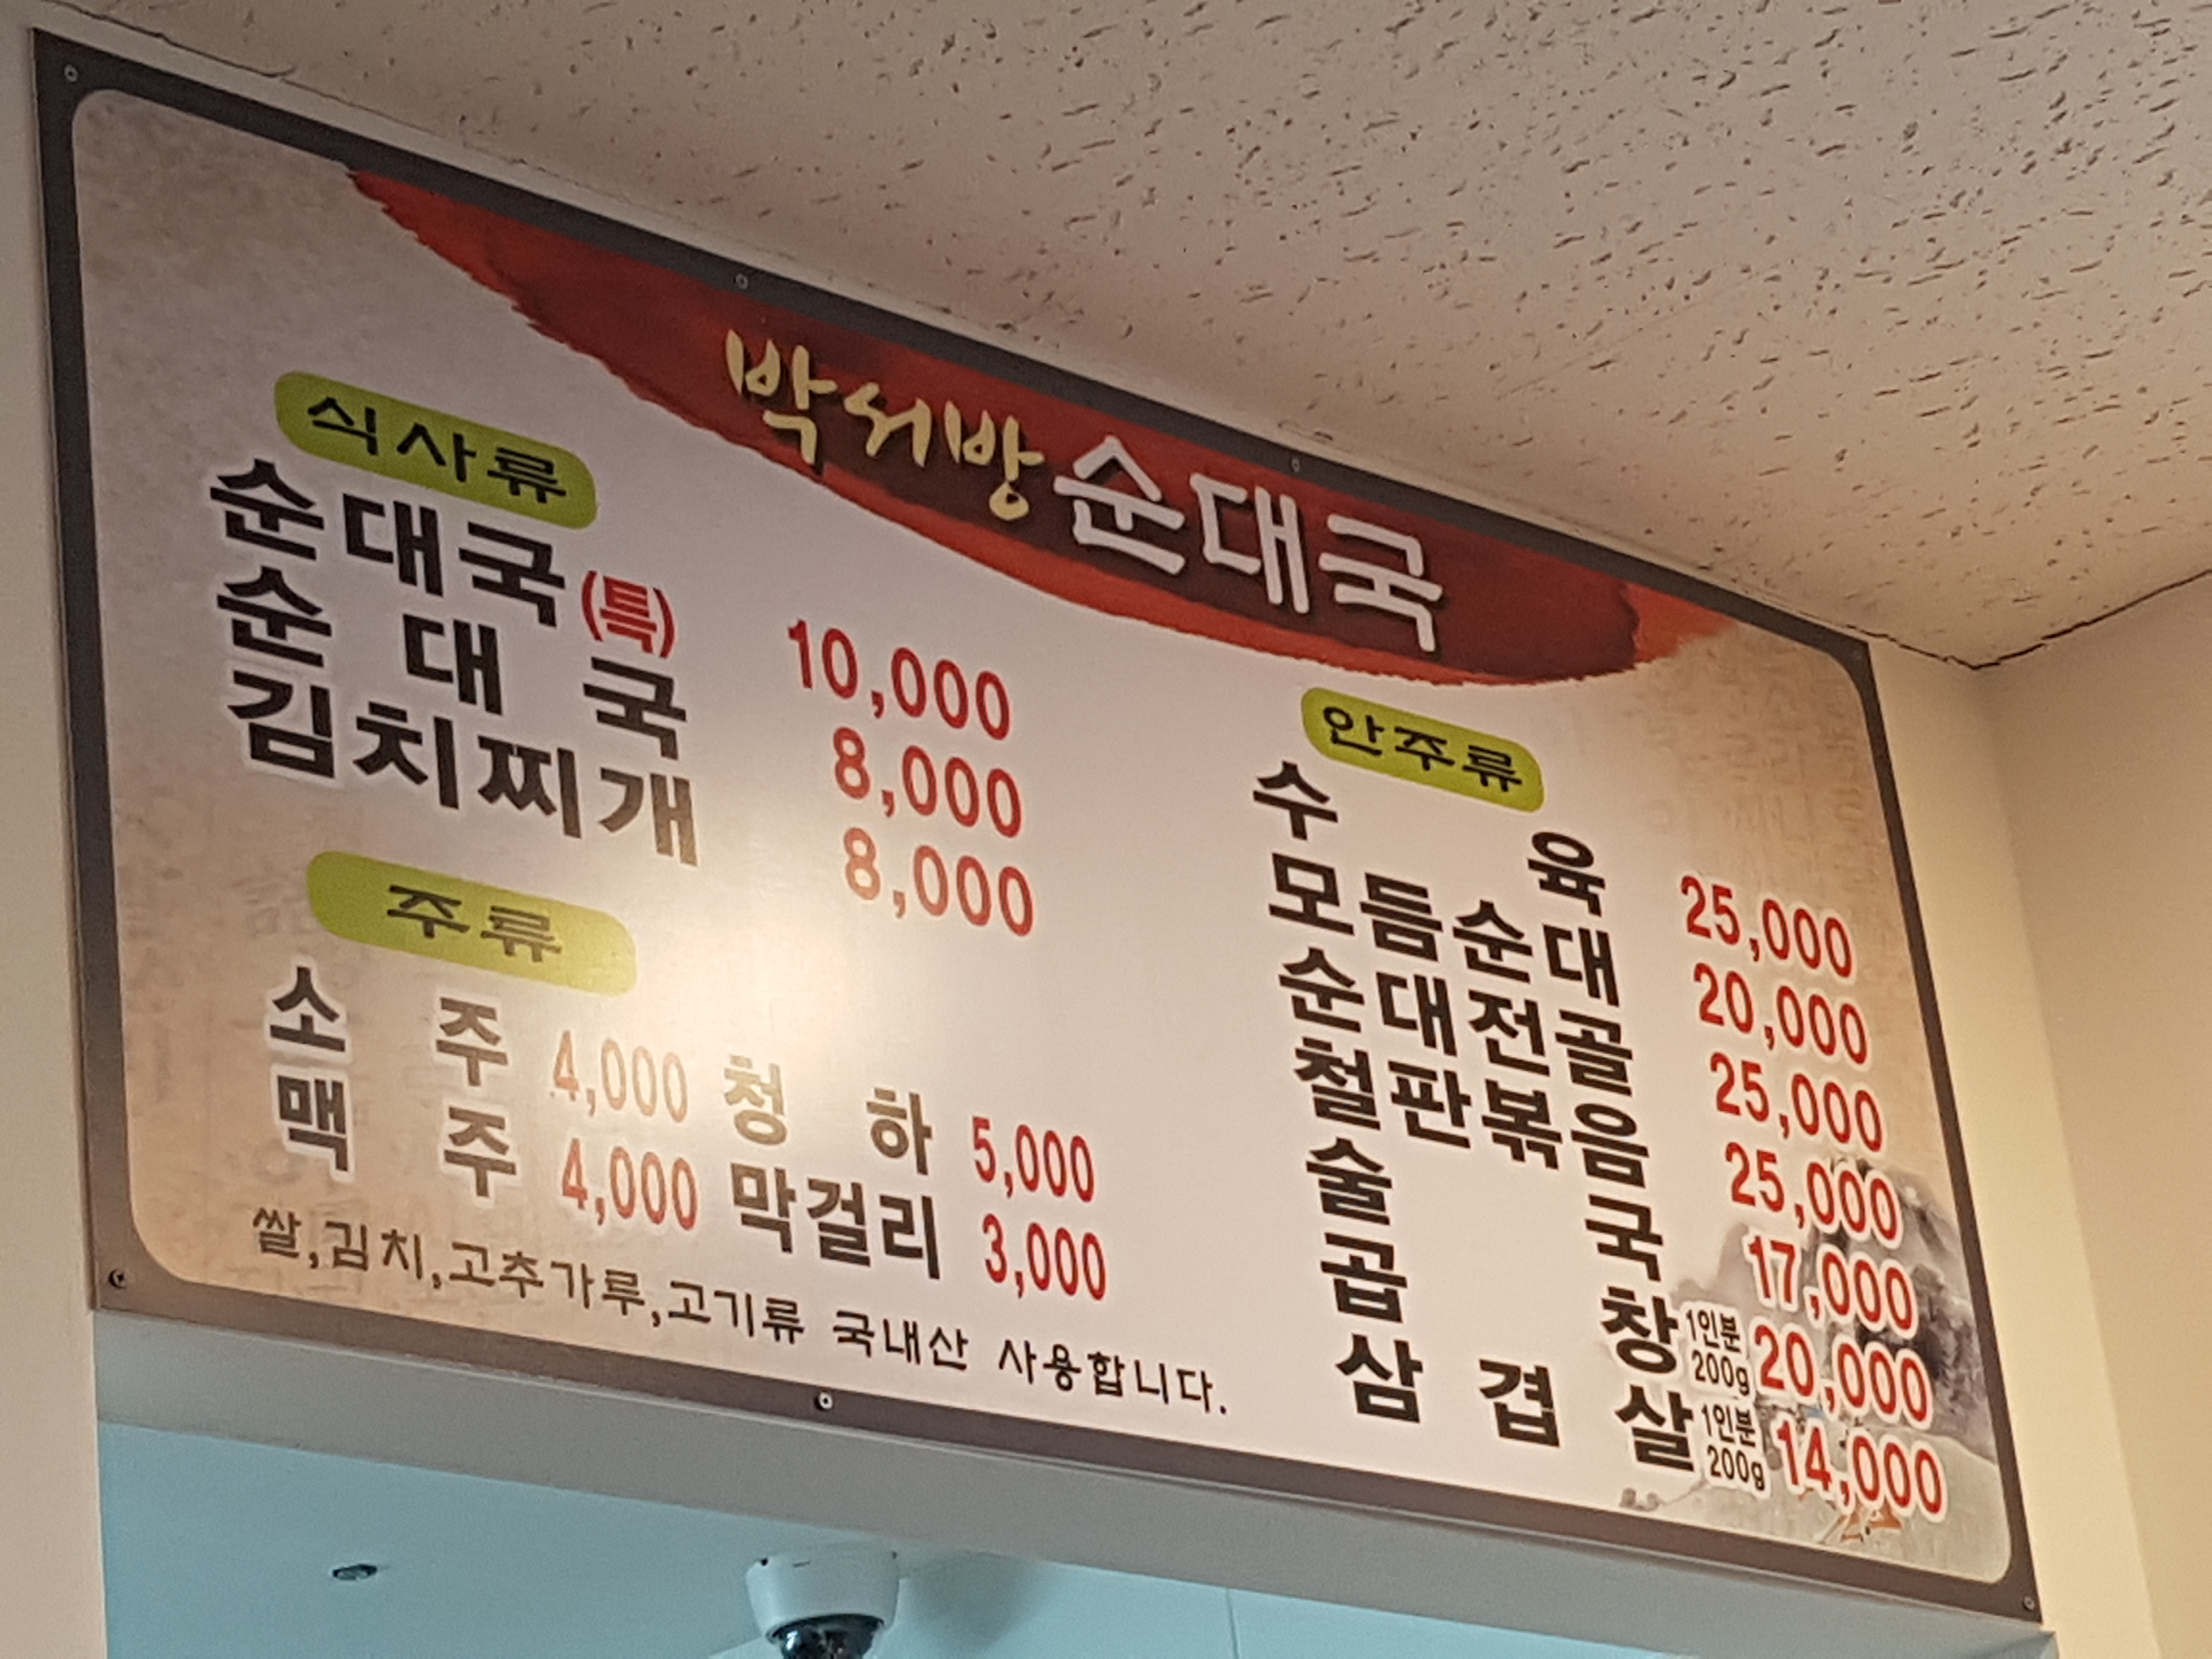 박서방 순대국
식사류
순대국(특) 10,000
순대국 8,000
김치찌개 8,000
주류
소주 4,000 청하 5,000
맥주 4,000 막걸리 3,000
쌀,김치,고추가루,고기류 국내산 사용합니다.
안주류
수육 25,000
모듬순대 20,000
순대전골 25,000
철판볶음 25,000
술국 17,000
곱창 1인분 200g 20,000
삼겹살 1인분 200g 14,000